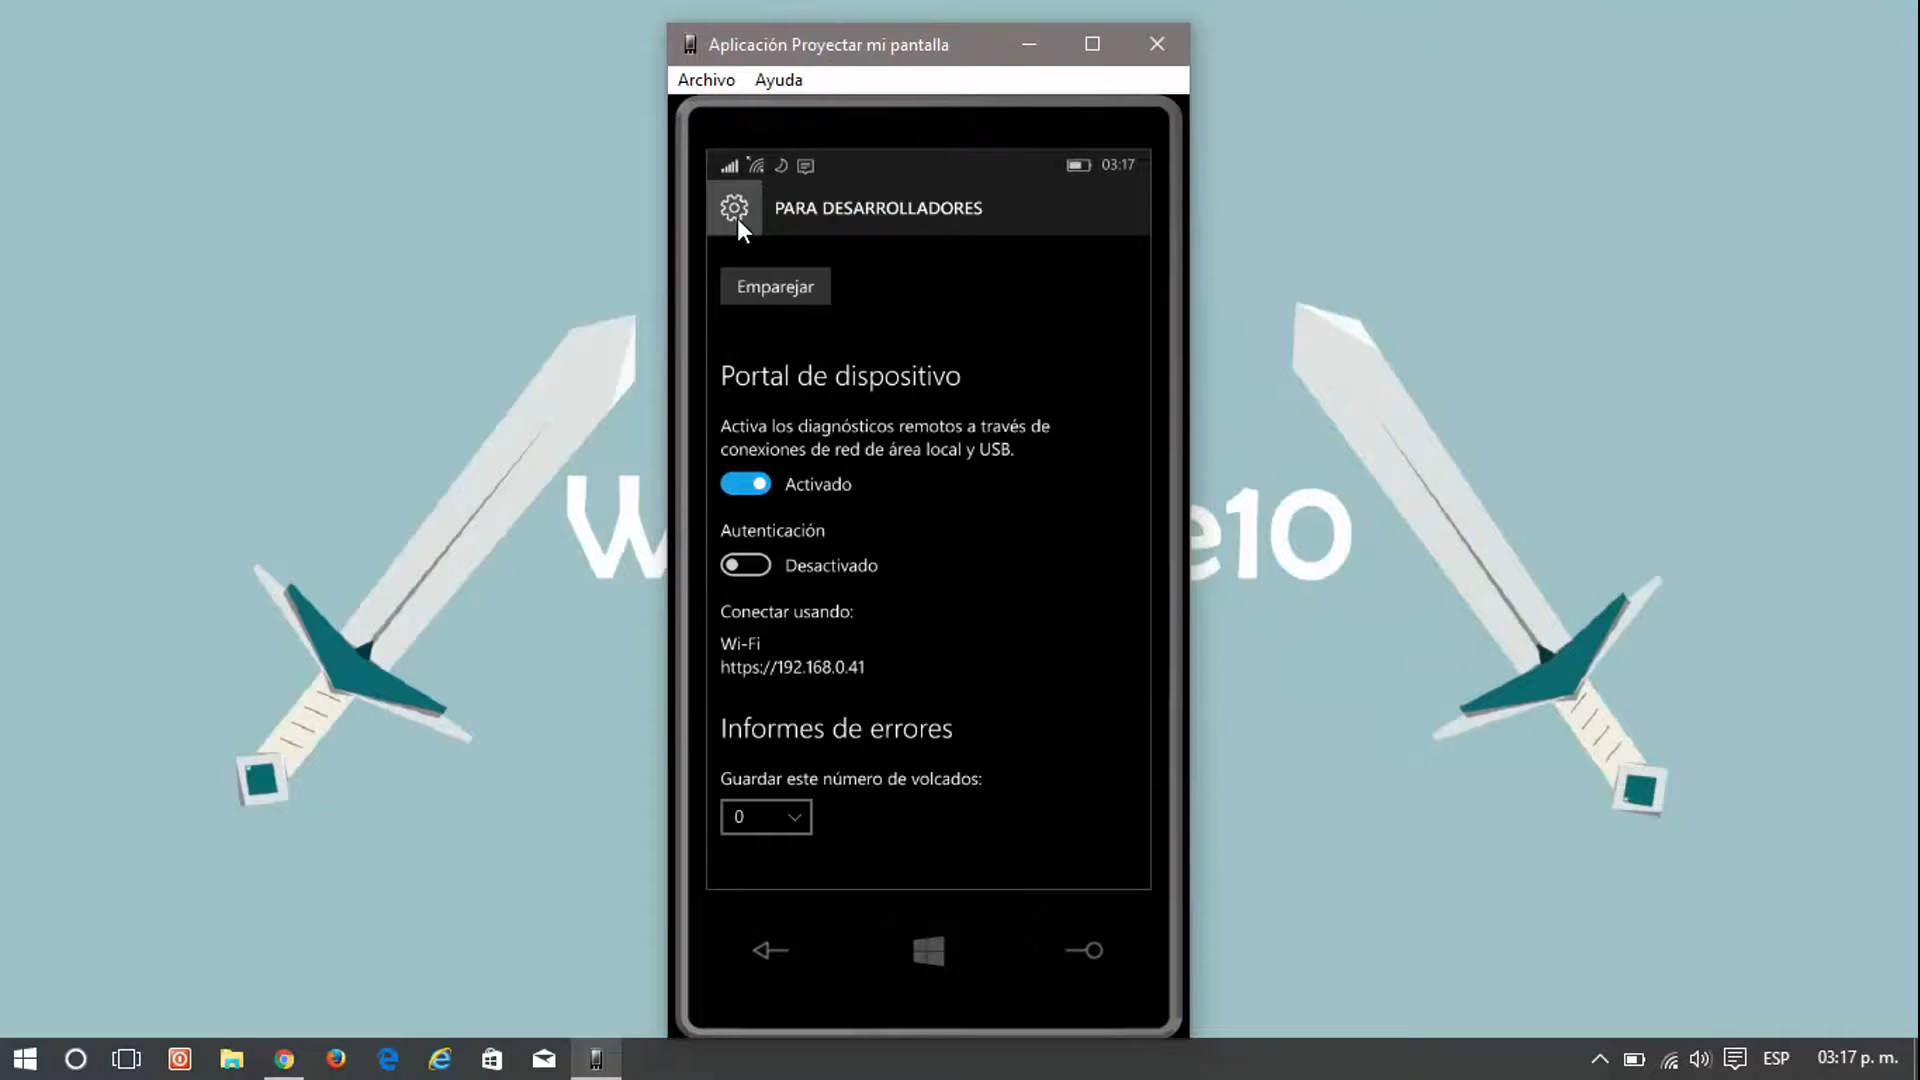 Aplicación Proyectar mi pantalla
Archivo Ayuda
03:17
PARA DESARROLLADORES
Emparejar
Portal de dispositivo
Activa los diagnósticos remotos a través de
conexiones de red de área local y USB.
Activado
Autenticación
Desactivado
Conectar usando:
Wi-Fi
https://192.168.0.41
W e10
Informes de errores
Guardar este número de volcados:
0
ESP 03:17 p. m.